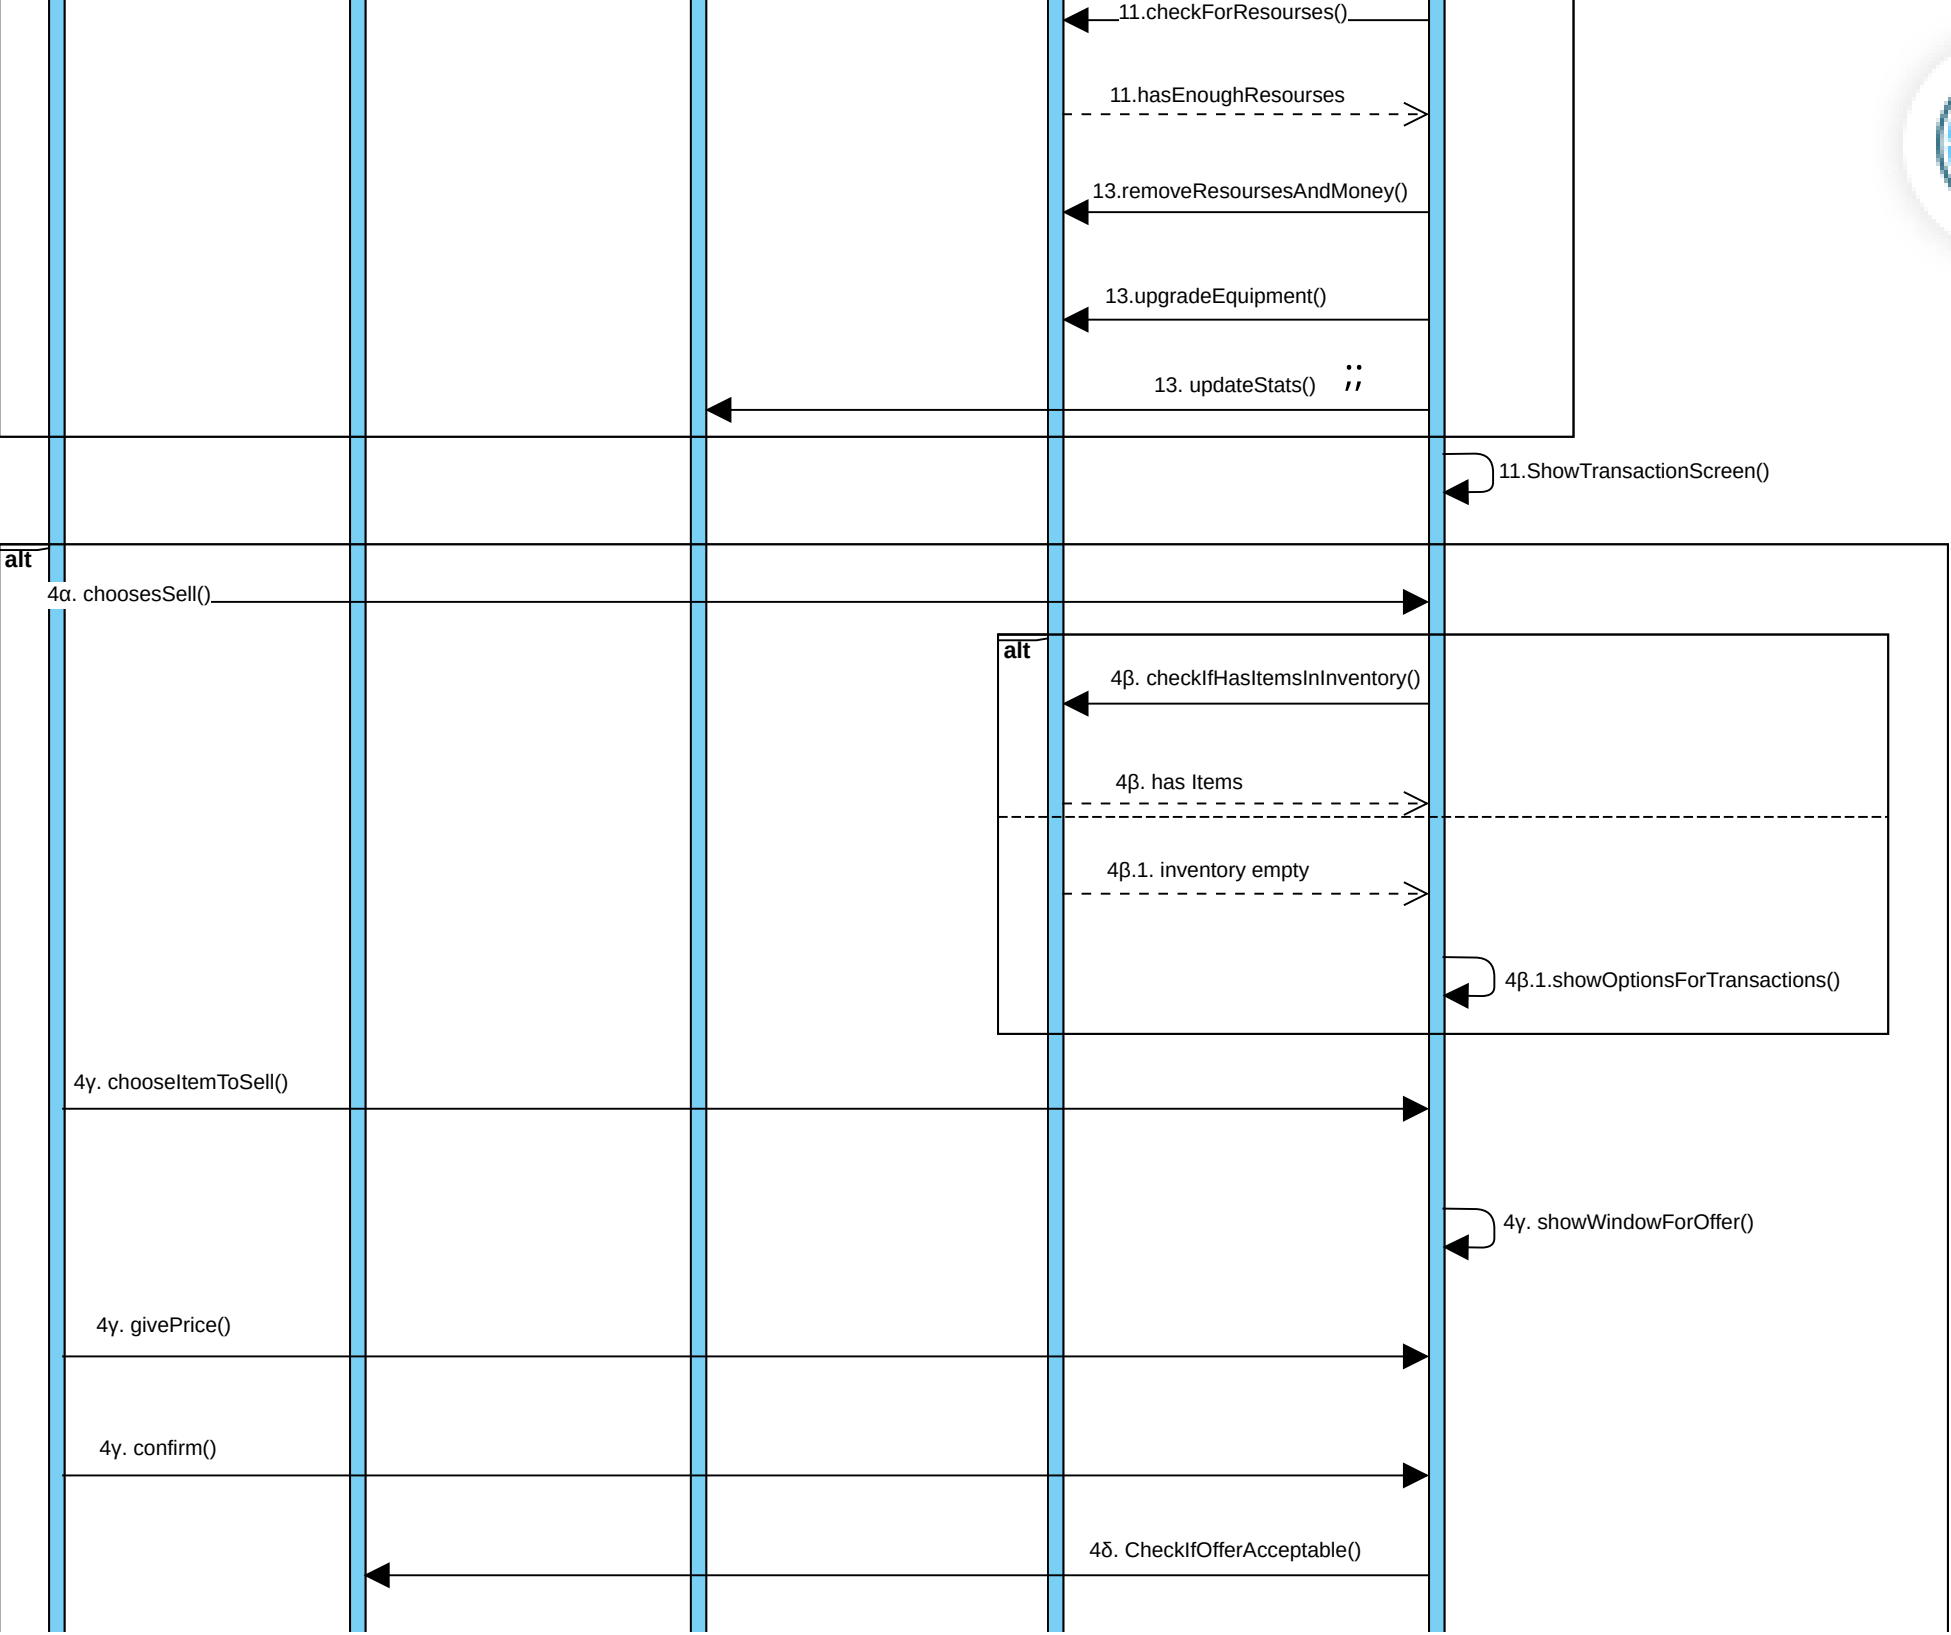 11.checkForResourses()
11.hasEnoughResourses
13.removeResoursesAndMoney()
13.upgradeEquipment()
13. updateStats() ;;
11.ShowTransactionScreen()
alt
4α. choosesSell()
alt
4β. checkIfHasItemsInInventory()
4β. has Items
4β.1. inventory empty
4β.1.showOptionsForTransactions()
4γ. chooseItemToSell()
4γ. showWindowForOffer()
4γ. givePrice()
4γ. confirm()
4δ. CheckIfOfferAcceptable()